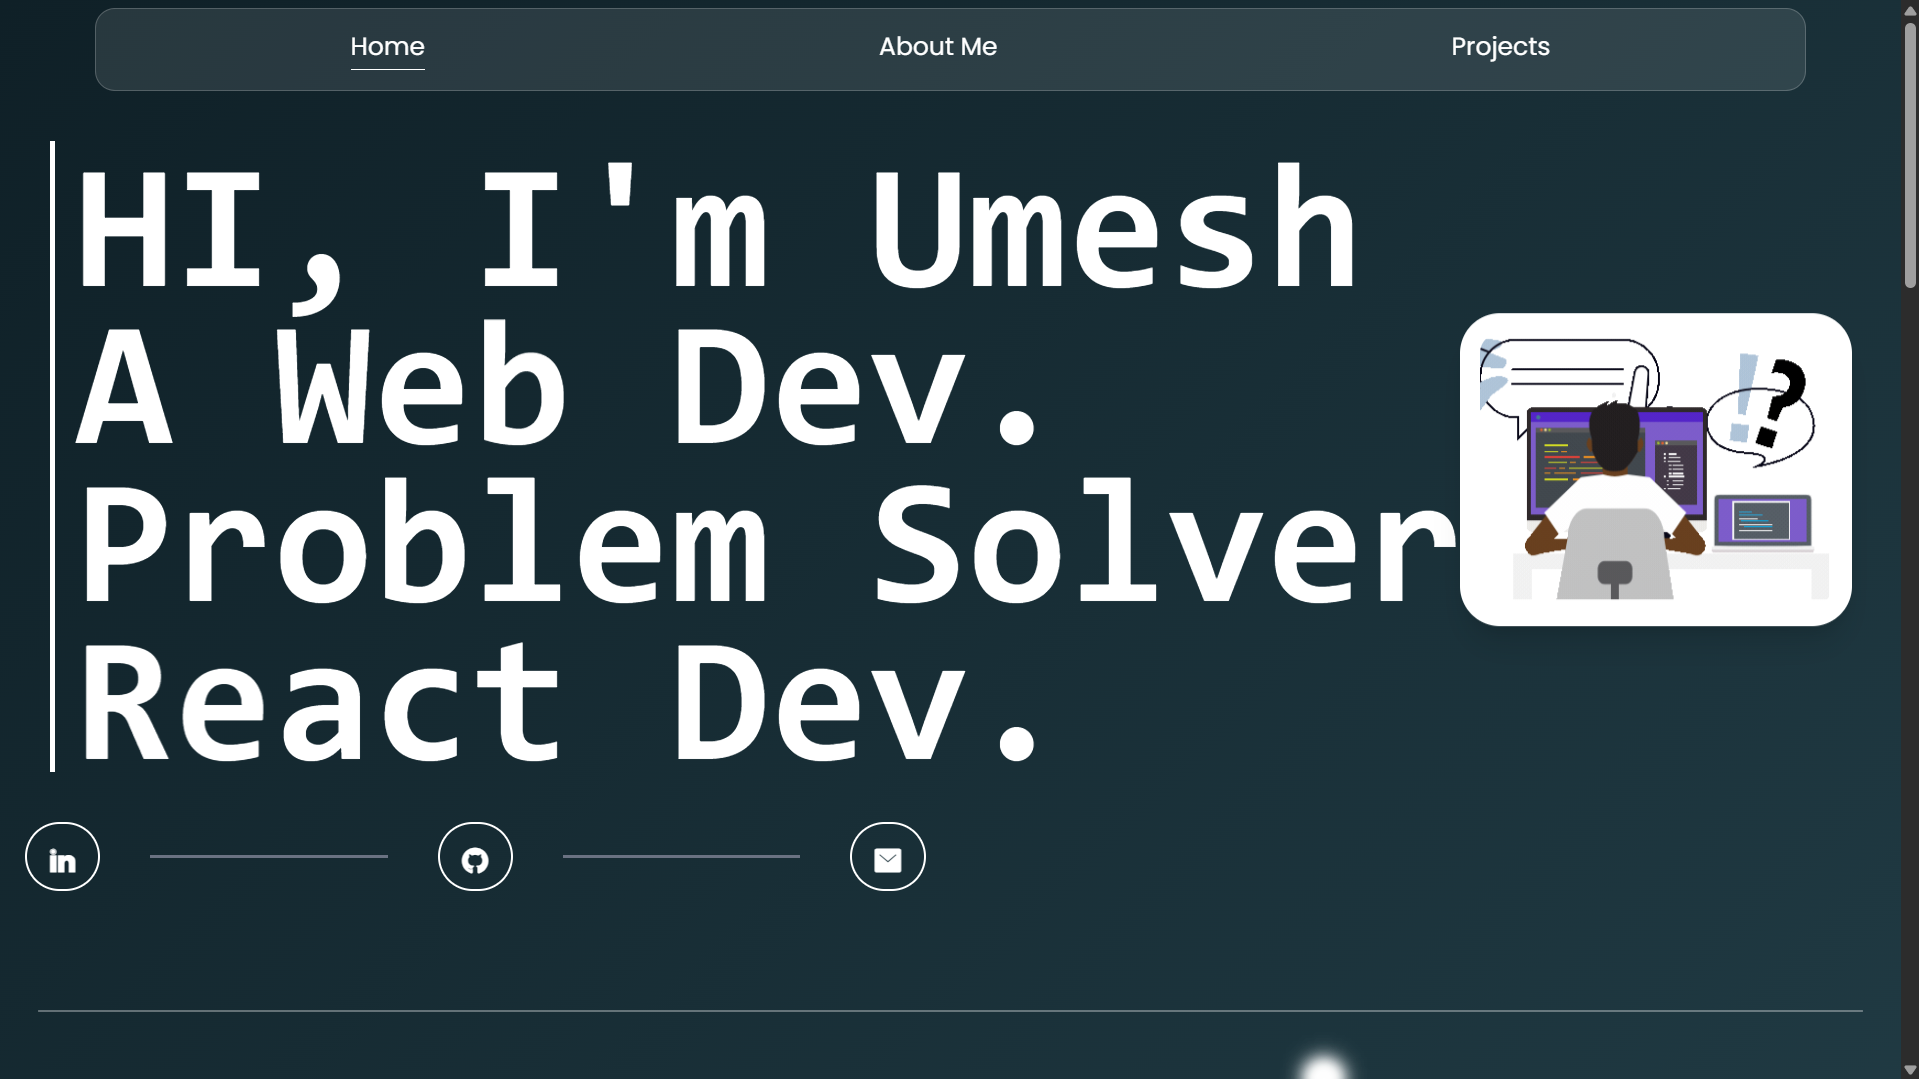 Home
About Me
Projects
HI, I'm Umesh
A Web Dev.
Problem Solver
React Dev.
!?
in